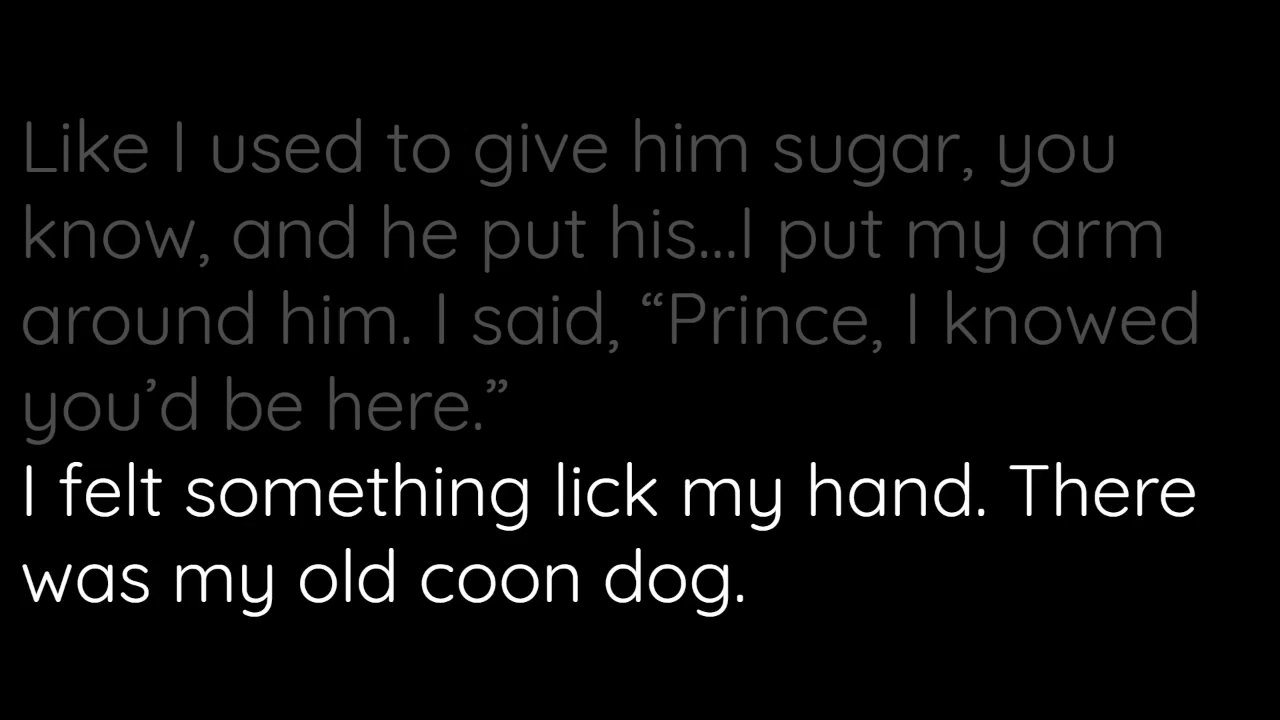 Like I used to give him sugar, you
know, and he put his...I put my arm
around him. I said, “Prince, I knowed
you’d be here.”
I felt something lick my hand. There
was my old coon dog.